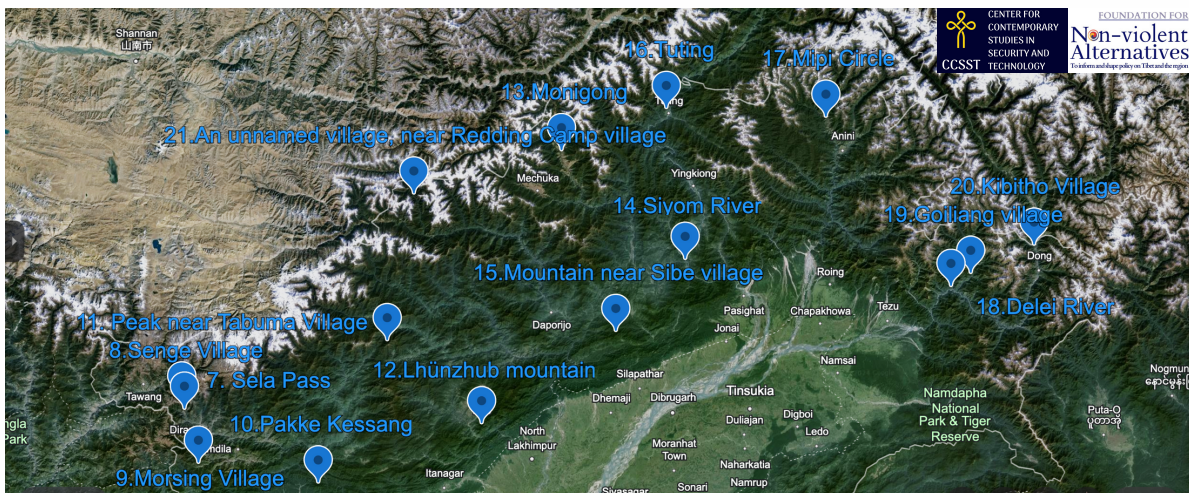 Shannan
山南市
CCSST
CENTER FOR
CONTEMPORARY
STUDIES IN
SECURITY AND
TECHNOLOGY
FOUNDATION FOR
Non-violent
Alternatives
To inform and shape policy on Tibet and the region
16.Tuting
17.Mipi Circle
13.Monigong
Tuting
21.An unnamed village, near Redding Camp village
Anini
Mechuka
Yingkiong
20.Kibitho Village
14.Siyom River
19.Goiliang village
Dong
15.Mountain near Sibe village
Roing
18.Delei River
11. Peak near Tabuma Village
Daporijo
Pasighat
Chapakhowa
Tezu
Jonai
8.Senge Village
7. Sela Pass
12.Lhünzhub mountain
Namsai
Silapathar
Tawang
Dhemaji
Dibrugarh
Tinsukia
Namdapha
National
Park & Tiger
Reserve
Puta-O
ပူတာအို
Duliajan
Digboi
Ledo
10.Pakke Kessang
North
Lakhimpur
Moranhat
Town
9.Morsing Village
Itanagar
Naharkatia
Sonari
Namrup
Park